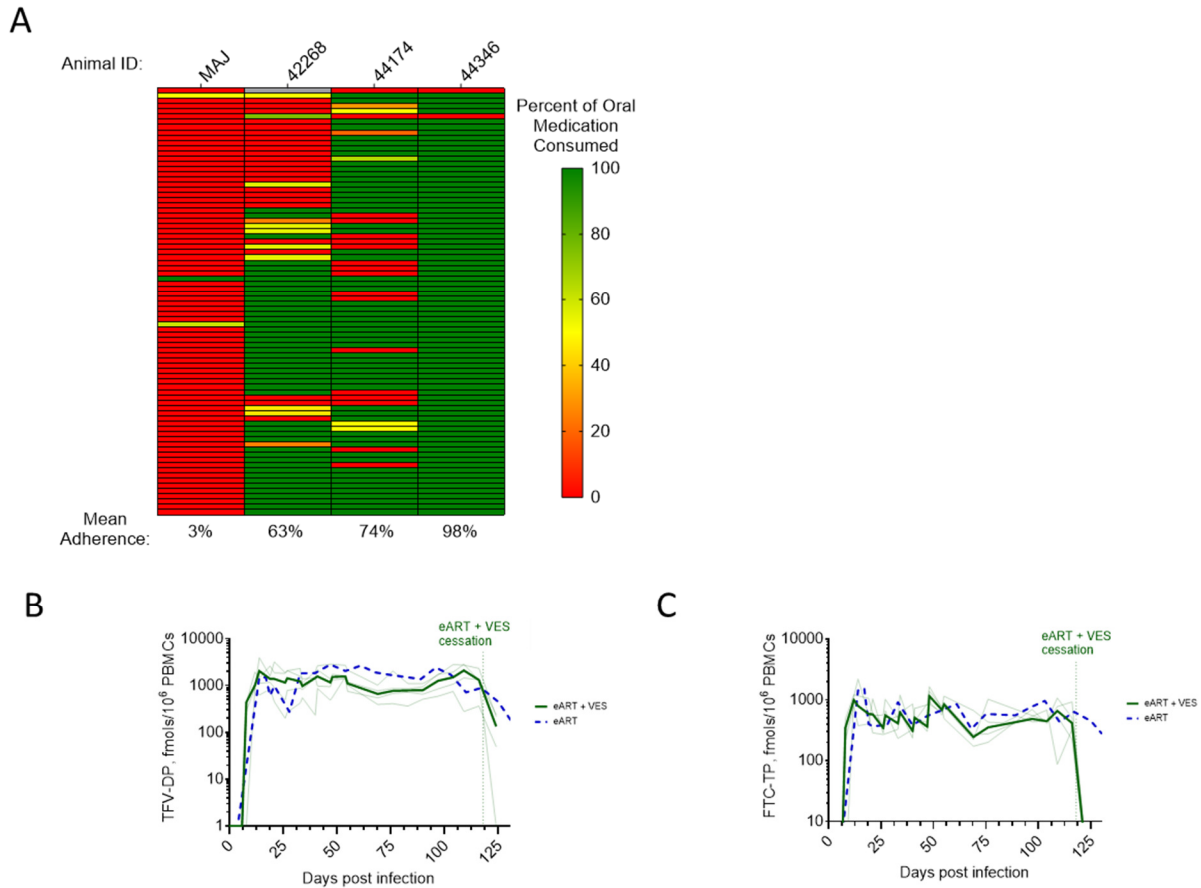 A
Animal ID:
MAJ
42268
44174
44346
Percent of Oral
Medication
Consumed
100
80
60
40
20
0
Mean
Adherence:
3%
63%
74%
98%
B
eART + VES
cessation
TFV-DP, fmols/10⁶ PBMCs
10000
1000
100
10
1
0
25
50
75
100
125
Days post infection
eART + VES
eART
C
eART + VES
cessation
FTC-TP, fmols/10⁶ PBMCs
10000
1000
100
10
0
25
50
75
100
125
Days post infection
eART + VES
eART